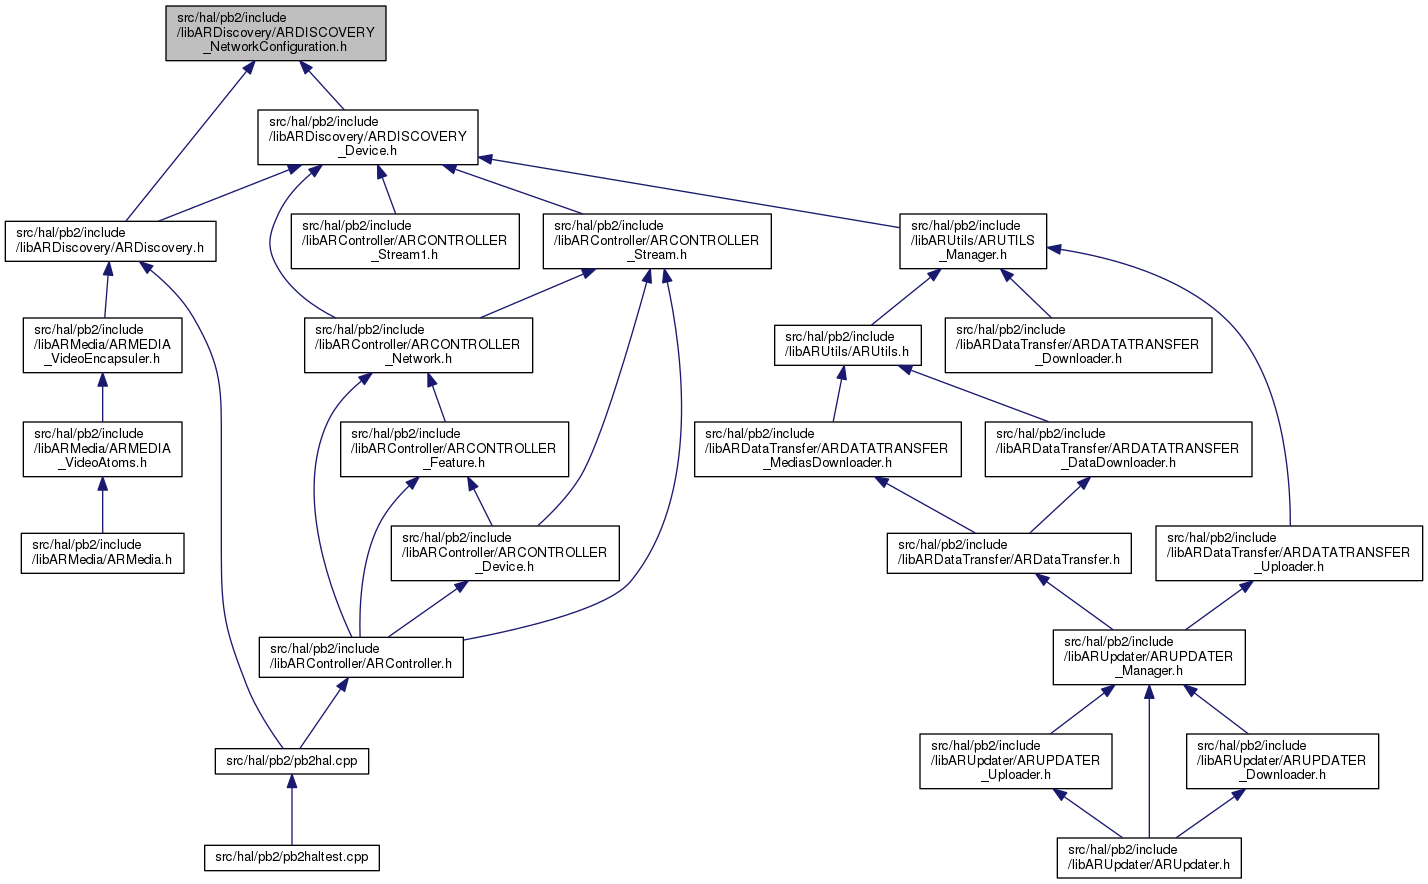 src/hal/pb2/include
/libARDiscovery/ARDISCOVERY
_NetworkConfiguration.h
src/hal/pb2/include
/libARDiscovery/ARDISCOVERY
_Device.h
src/hal/pb2/include
/libARDiscovery/ARDiscovery.h
src/hal/pb2/include
/libARController/ARCONTROLLER
_Stream1.h
src/hal/pb2/include
/libARController/ARCONTROLLER
_Stream.h
src/hal/pb2/include
/libARUtils/ARUTILS
_Manager.h
src/hal/pb2/include
/libARMedia/ARMEDIA
_VideoEncapsuler.h
src/hal/pb2/include
/libARController/ARCONTROLLER
_Network.h
src/hal/pb2/include
/libARUtils/ARUtils.h
src/hal/pb2/include
/libARDataTransfer/ARDATATRANSFER
_Downloader.h
src/hal/pb2/include
/libARMedia/ARMEDIA
_VideoAtoms.h
src/hal/pb2/include
/libARController/ARCONTROLLER
_Feature.h
src/hal/pb2/include
/libARDataTransfer/ARDATATRANSFER
_MediasDownloader.h
src/hal/pb2/include
/libARDataTransfer/ARDATATRANSFER
_DataDownloader.h
src/hal/pb2/include
/libARMedia/ARMedia.h
src/hal/pb2/include
/libARController/ARCONTROLLER
_Device.h
src/hal/pb2/include
/libARDataTransfer/ARDataTransfer.h
src/hal/pb2/include
/libARDataTransfer/ARDATATRANSFER
_Uploader.h
src/hal/pb2/include
/libARController/ARController.h
src/hal/pb2/include
/libARUpdater/ARUPDATER
_Manager.h
src/hal/pb2/pb2hal.cpp
src/hal/pb2/include
/libARUpdater/ARUPDATER
_Uploader.h
src/hal/pb2/include
/libARUpdater/ARUPDATER
_Downloader.h
src/hal/pb2/pb2haltest.cpp
src/hal/pb2/include
/libARUpdater/ARUpdater.h